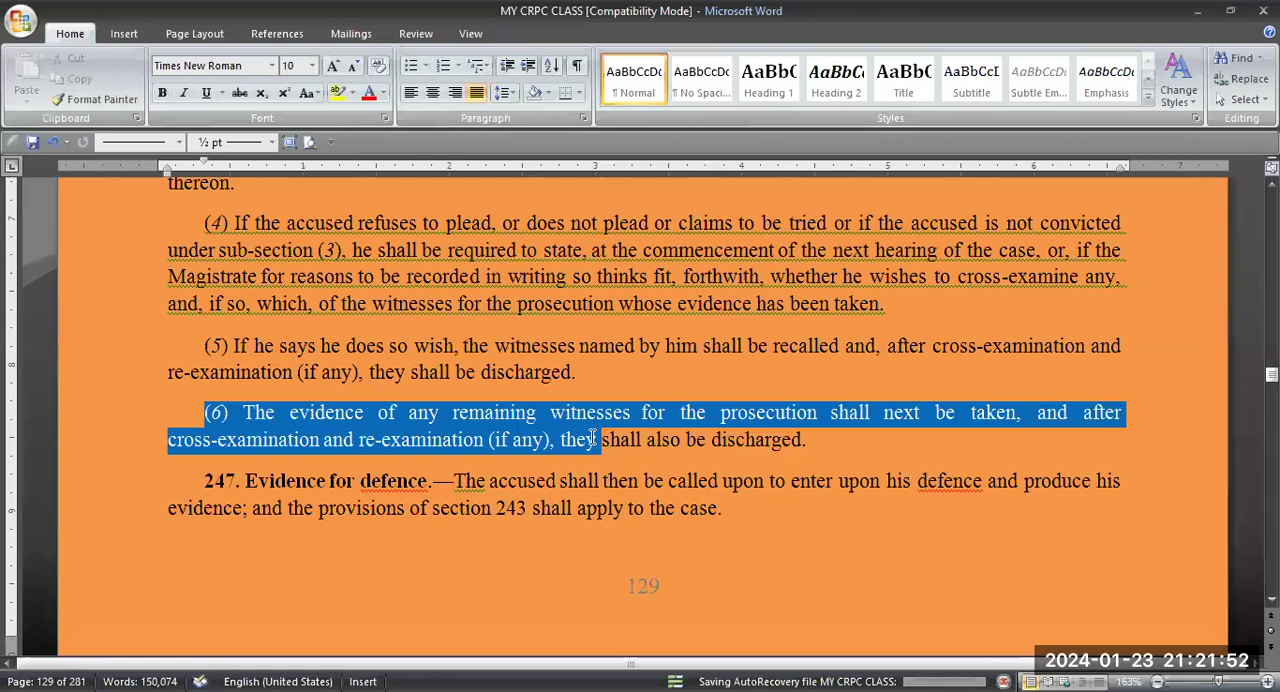 MY CRPC CLASS [Compatibility Mode] - Microsoft Word
Home Insert Page Layout References Mailings Review View
Paste Cut Copy Format Painter
Clipboard
Times New Roman 10
Font
Paragraph
AaBbCcDc ¶ Normal
AaBbCcDc ¶ No Spaci...
AaBbC Heading 1
AaBbCc Heading 2
AaBbC Title
AaBbCcI Subtitle
AaBbCcDc Subtle Em...
AaBbCcDc Emphasis
Change Styles
Styles
Find
Replace
Select
Editing
½ pt
1 2 3 4 5 6 7
thereon.
(4) If the accused refuses to plead, or does not plead or claims to be tried or if the accused is not convicted
under sub-section (3), he shall be required to state, at the commencement of the next hearing of the case, or, if the
Magistrate for reasons to be recorded in writing so thinks fit, forthwith, whether he wishes to cross-examine any,
and, if so, which, of the witnesses for the prosecution whose evidence has been taken.
(5) If he says he does so wish, the witnesses named by him shall be recalled and, after cross-examination and
re-examination (if any), they shall be discharged.
(6) The evidence of any remaining witnesses for the prosecution shall next be taken, and after
cross-examination and re-examination (if any), they shall also be discharged.
247. Evidence for defence.—The accused shall then be called upon to enter upon his defence and produce his
evidence; and the provisions of section 243 shall apply to the case.
129
2024-01-23 21:21:52
Page: 129 of 281 Words: 150,074 English (United States) Insert Saving AutoRecovery file MY CRPC CLASS: 163%